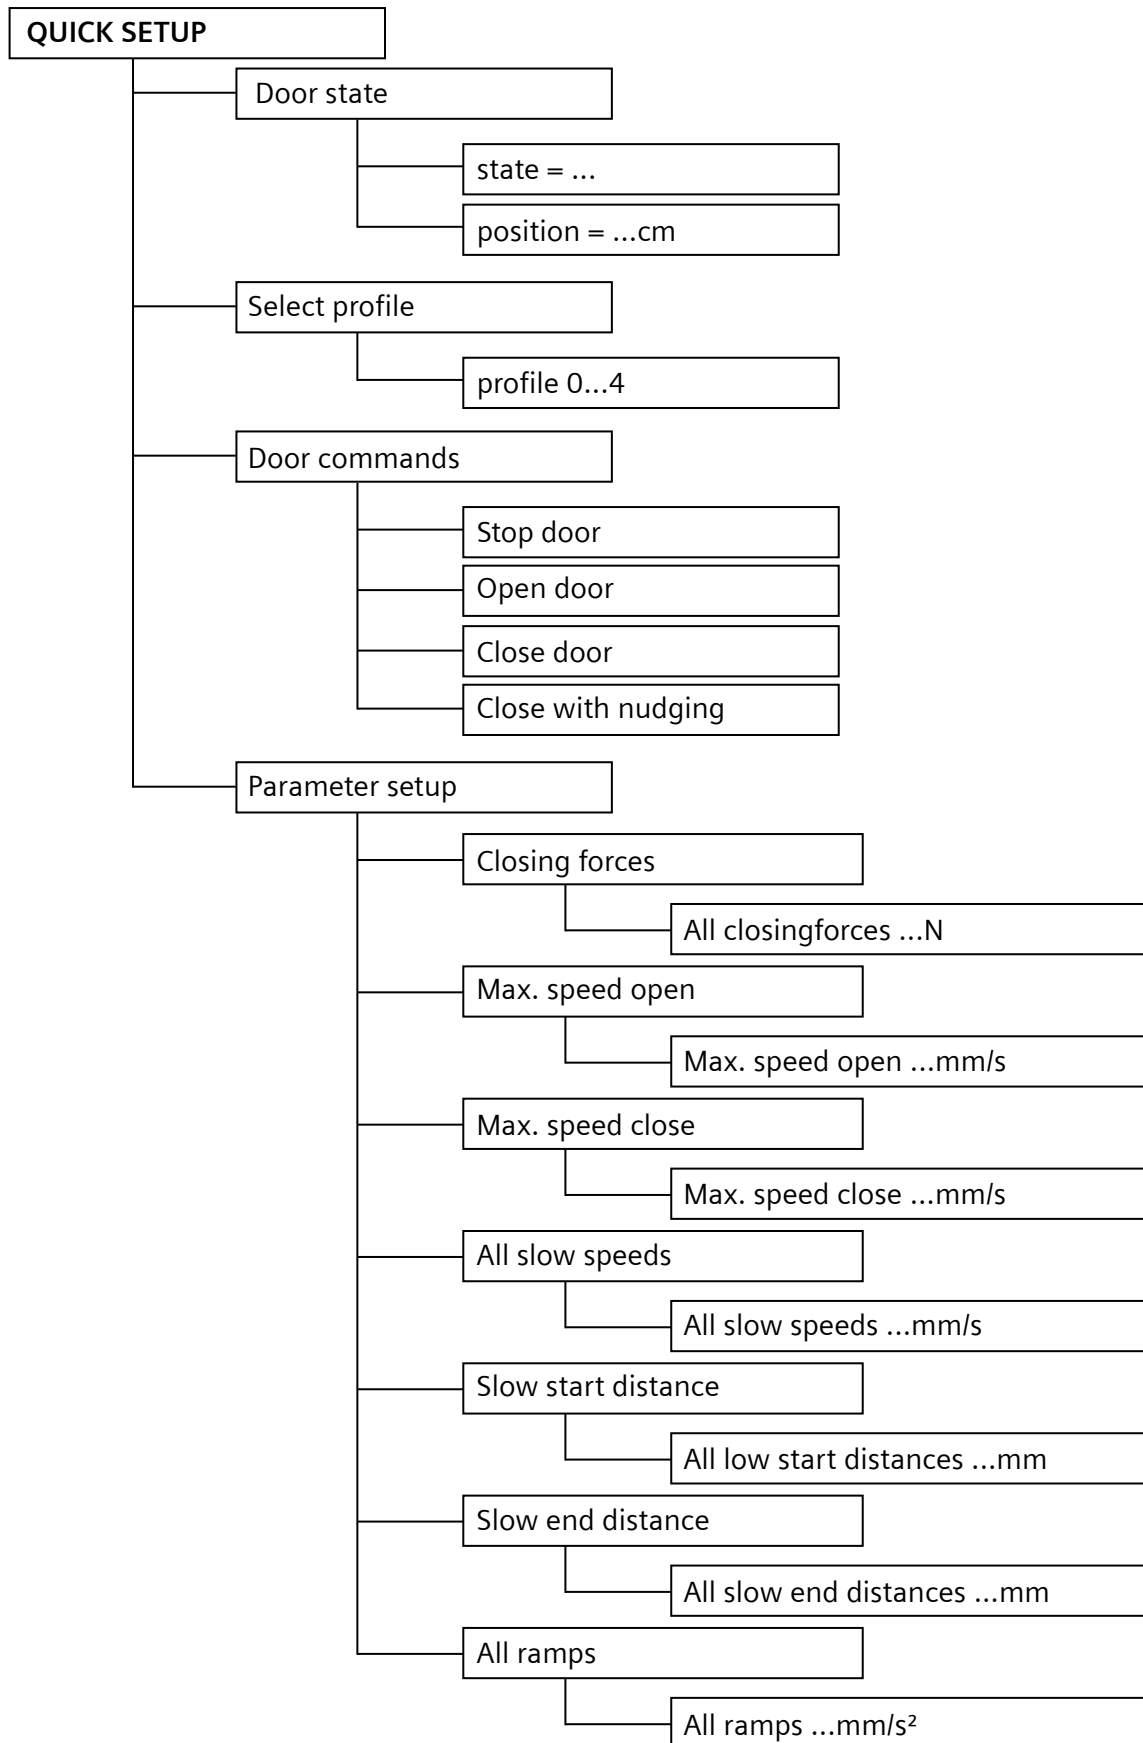 QUICK SETUP
Door state
state = ...
position = ...cm
Select profile
profile 0...4
Door commands
Stop door
Open door
Close door
Close with nudging
Parameter setup
Closing forces
All closingforces ...N
Max. speed open
Max. speed open ...mm/s
Max. speed close
Max. speed close ...mm/s
All slow speeds
All slow speeds ...mm/s
Slow start distance
All low start distances ...mm
Slow end distance
All slow end distances ...mm
All ramps
All ramps ...mm/s²